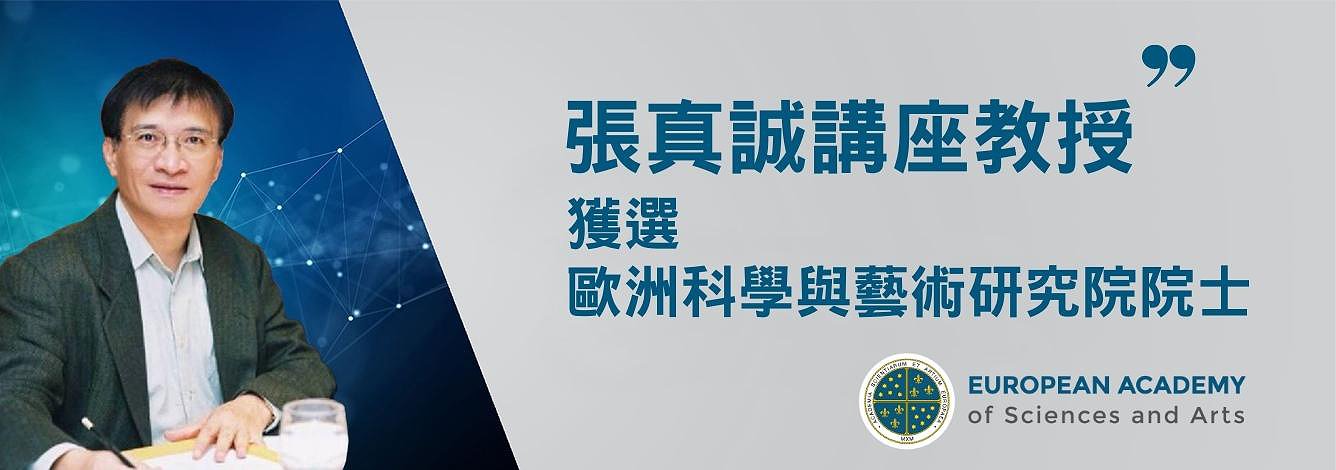 ”
張真誠講座教授
獲選
歐洲科學與藝術研究院院士
ACADEMIA SCIENTIARUM ET ARTIUM EUROPAEA
MXM
EUROPEAN ACADEMY
of Sciences and Arts